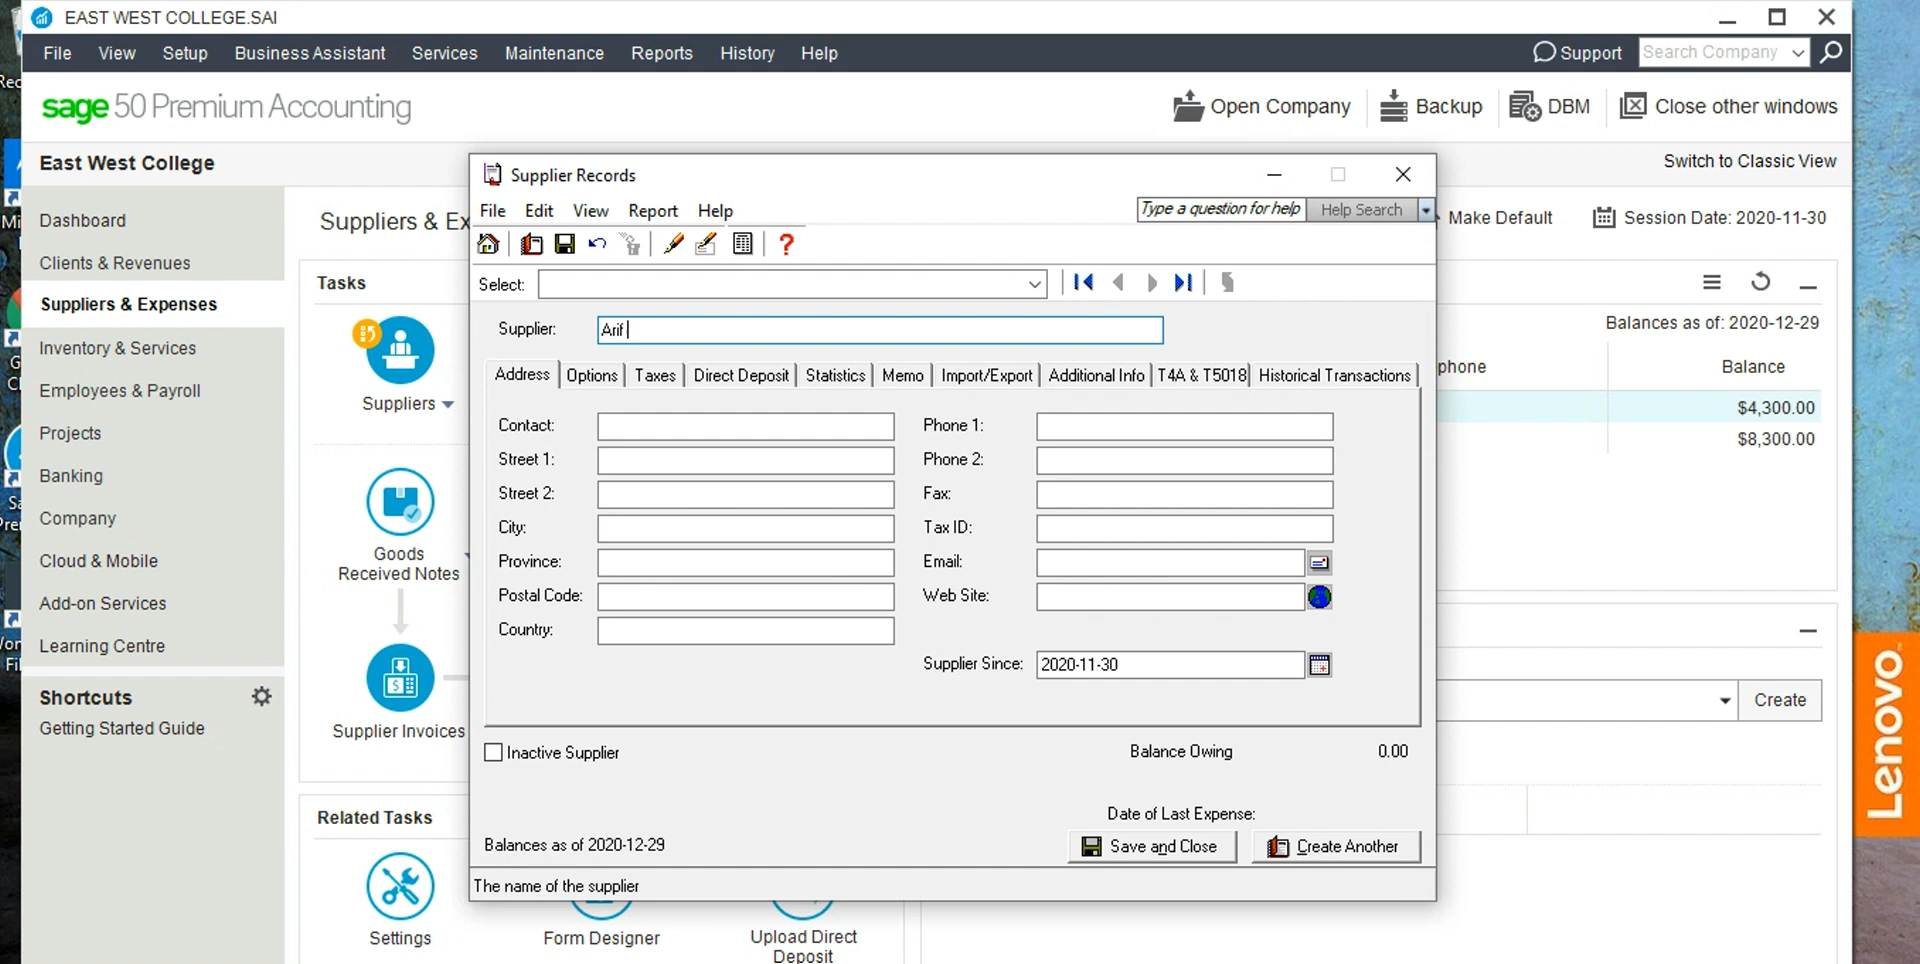 EAST WEST COLLEGE.SAI
File View Setup Business Assistant Services Maintenance Reports History Help
Support
Search Company
sage 50 Premium Accounting
Open Company
Backup
DBM
Close other windows
East West College
Switch to Classic View
Dashboard
Clients & Revenues
Suppliers & Expenses
Inventory & Services
Employees & Payroll
Projects
Banking
Company
Cloud & Mobile
Add-on Services
Learning Centre
Shortcuts
Getting Started Guide
Suppliers & Ex
Make Default
Session Date: 2020-11-30
Tasks
Suppliers
Goods
Received Notes
Supplier Invoices
Related Tasks
Settings
Form Designer
Upload Direct
Deposit
Balances as of: 2020-12-29
phone
Balance
$4,300.00
$8,300.00
Create
Supplier Records
File Edit View Report Help
Type a question for help
Help Search
Select:
Supplier: Arif
Address Options Taxes Direct Deposit Statistics Memo Import/Export Additional Info T4A & T5018 Historical Transactions
Contact:
Street 1:
Street 2:
City:
Province:
Postal Code:
Country:
Phone 1:
Phone 2:
Fax:
Tax ID:
Email:
Web Site:
Supplier Since: 2020-11-30
Inactive Supplier
Balance Owing 0.00
Date of Last Expense:
Balances as of 2020-12-29
Save and Close
Create Another
The name of the supplier
Lenovo